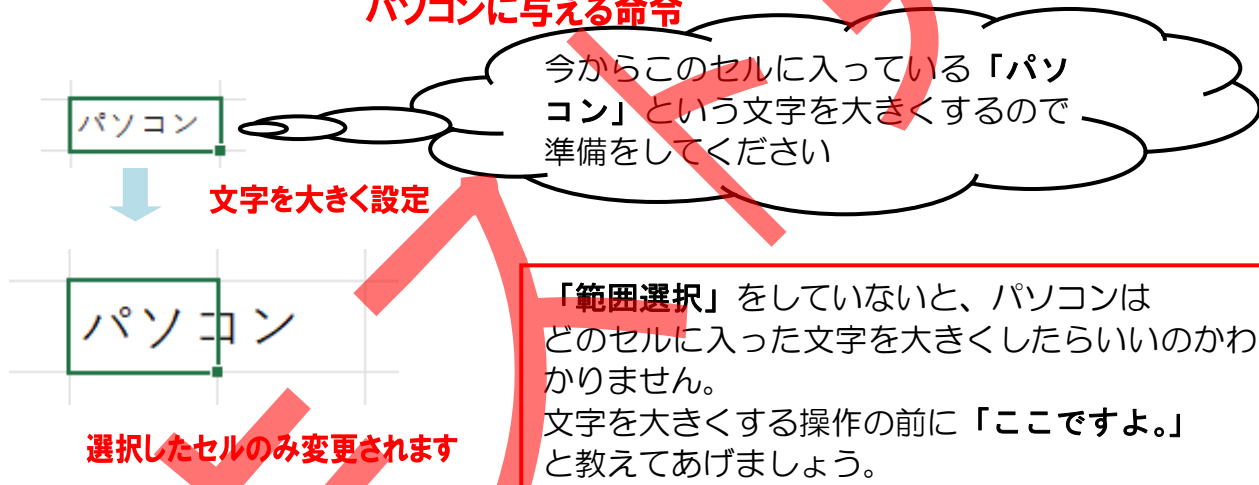 パソコンに与える命令
今からこのセルに入っている「パソ
コン」という文字を大きくするので
準備をしてください
パソコン
文字を大きく設定
パソコン
選択したセルのみ変更されます
「範囲選択」をしていないと、パソコンは
どのセルに入った文字を大きくしたらいいのかわ
かりません。
文字を大きくする操作の前に「ここですよ。」
と教えてあげましょう。